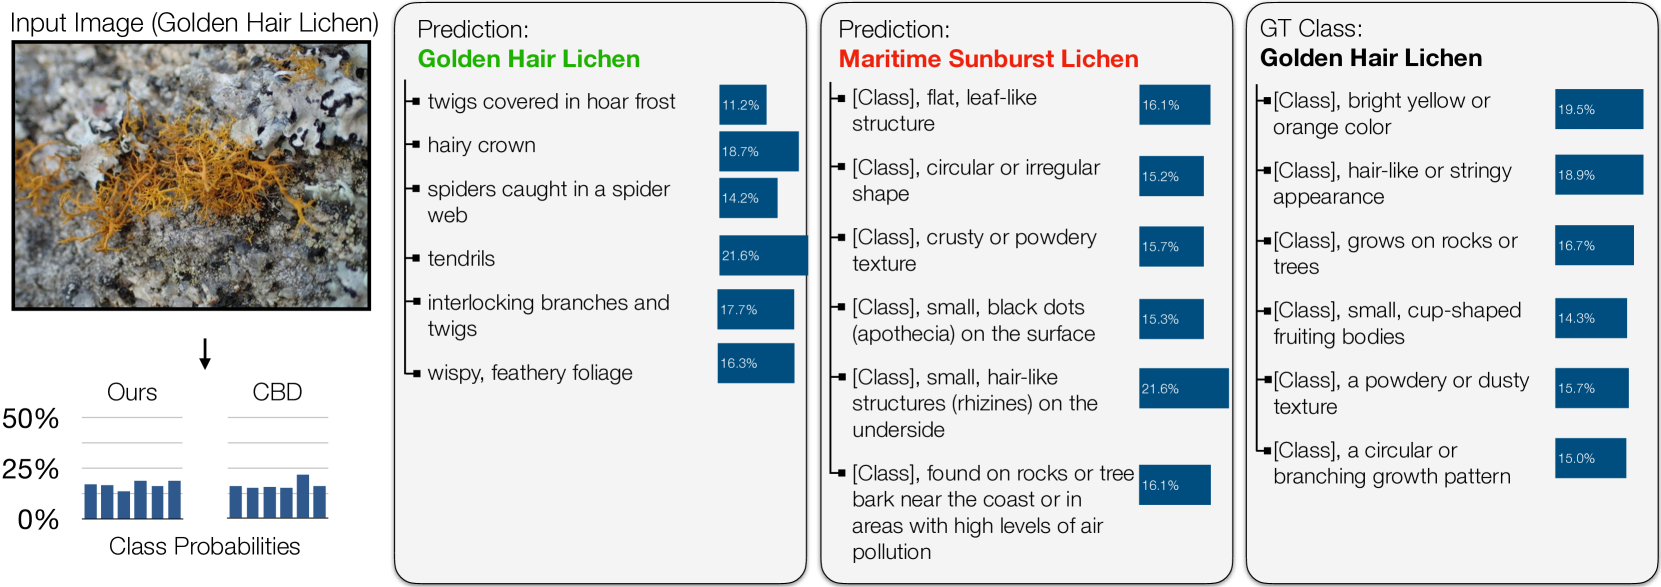 Input Image (Golden Hair Lichen)
Ours
CBD
50%
25%
0%
Class Probabilities
Prediction:
Golden Hair Lichen
twigs covered in hoar frost
11.2%
hairy crown
18.7%
spiders caught in a spider
web
14.2%
tendrils
21.6%
interlocking branches and
twigs
17.7%
wispy, feathery foliage
16.3%
Prediction:
Maritime Sunburst Lichen
[Class], flat, leaf-like
structure
16.1%
[Class], circular or irregular
shape
15.2%
[Class], crusty or powdery
texture
15.7%
[Class], small, black dots
(apothecia) on the surface
15.3%
[Class], small, hair-like
structures (rhizines) on the
underside
21.6%
[Class], found on rocks or tree
bark near the coast or in
areas with high levels of air
pollution
16.1%
GT Class:
Golden Hair Lichen
[Class], bright yellow or
orange color
19.5%
[Class], hair-like or stringy
appearance
18.9%
[Class], grows on rocks or
trees
16.7%
[Class], small, cup-shaped
fruiting bodies
14.3%
[Class], a powdery or dusty
texture
15.7%
[Class], a circular or
branching growth pattern
15.0%